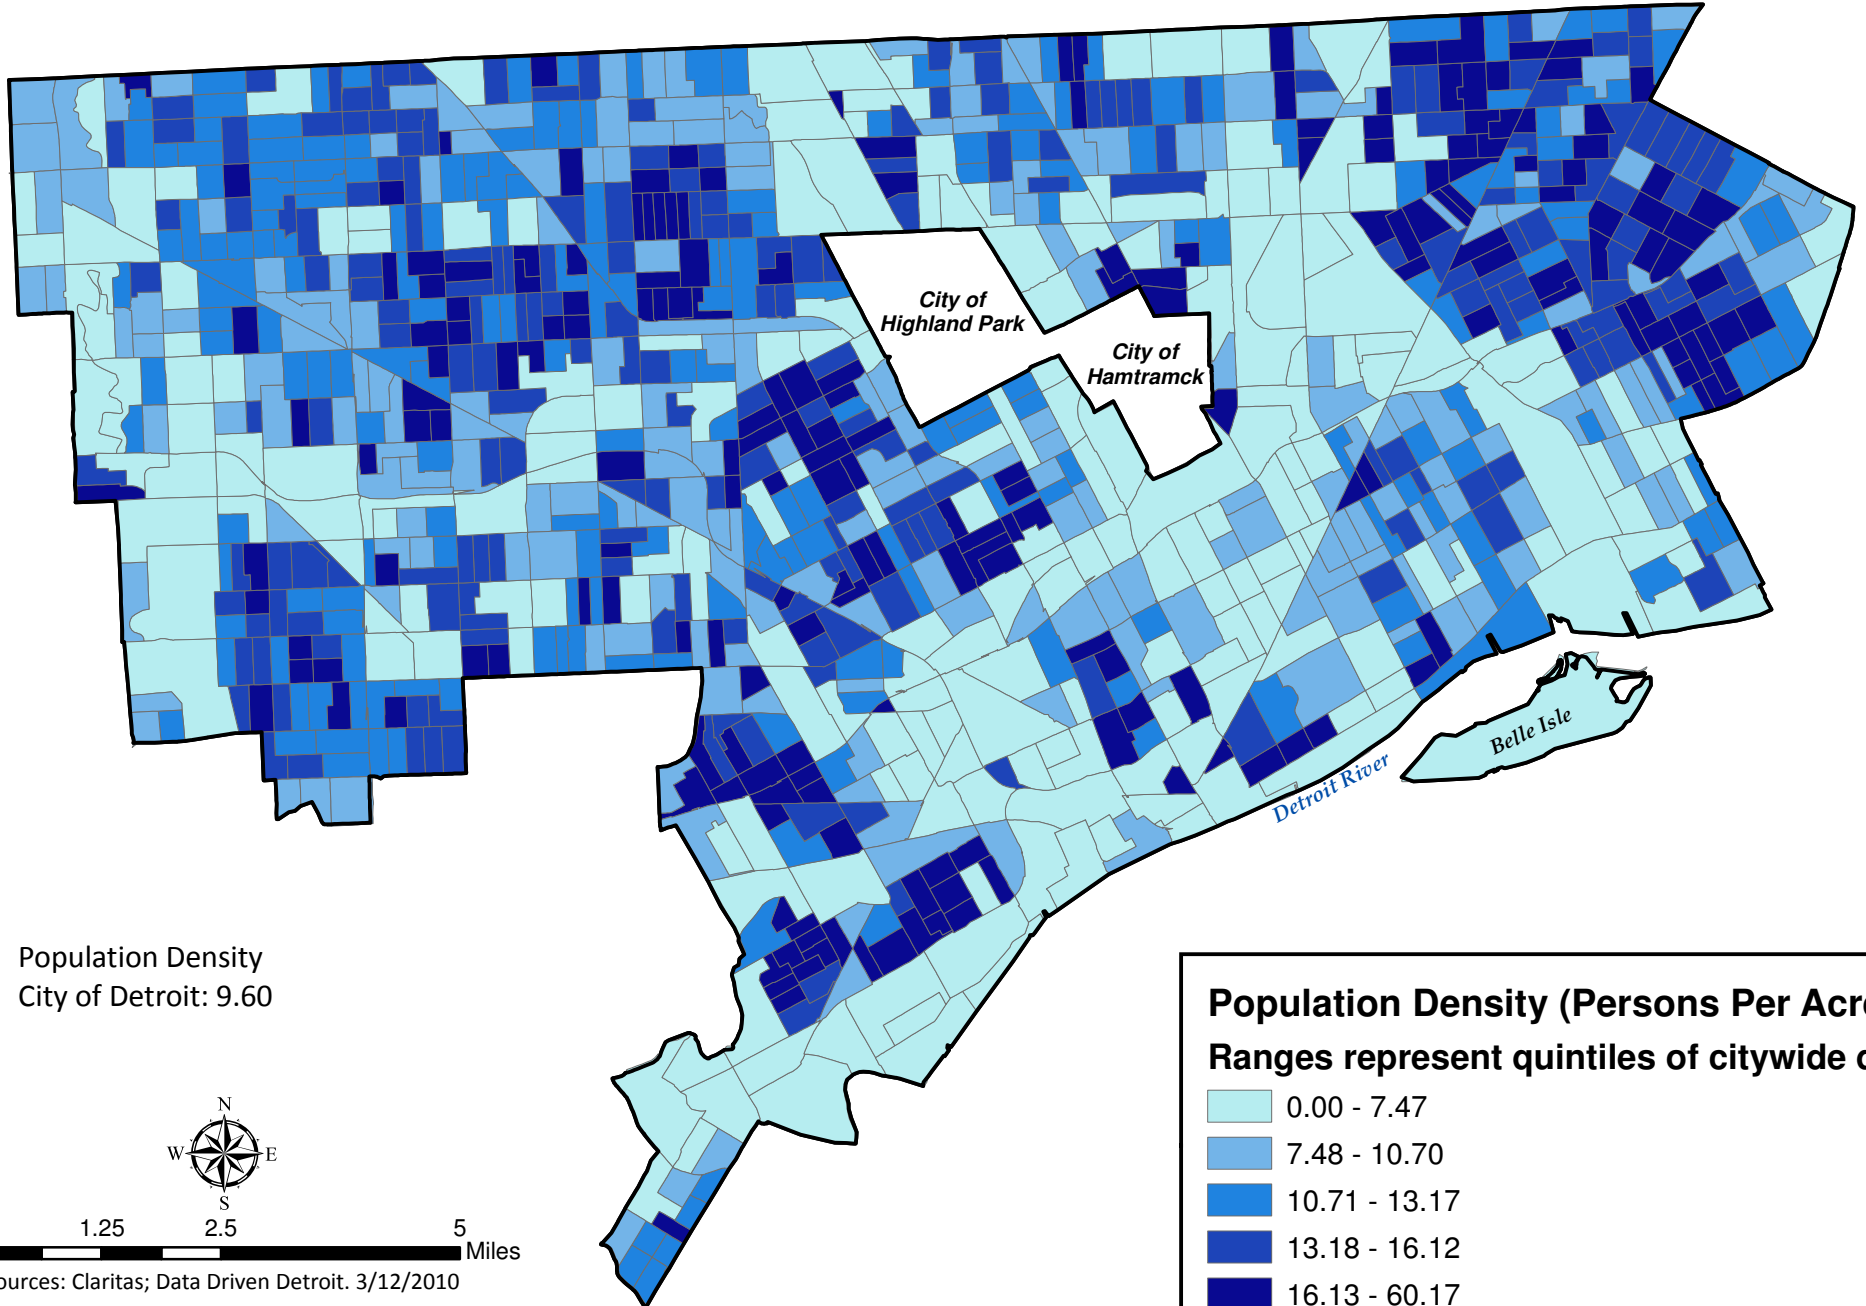 City of
Highland Park
City of
Hamtramck
Belle Isle
Detroit River
Population Density
City of Detroit: 9.60
N
W
E
S
1.25 2.5 5
Miles
ources: Claritas; Data Driven Detroit. 3/12/2010
Population Density (Persons Per Acre
Ranges represent quintiles of citywide
0.00 - 7.47
7.48 - 10.70
10.71 - 13.17
13.18 - 16.12
16.13 - 60.17